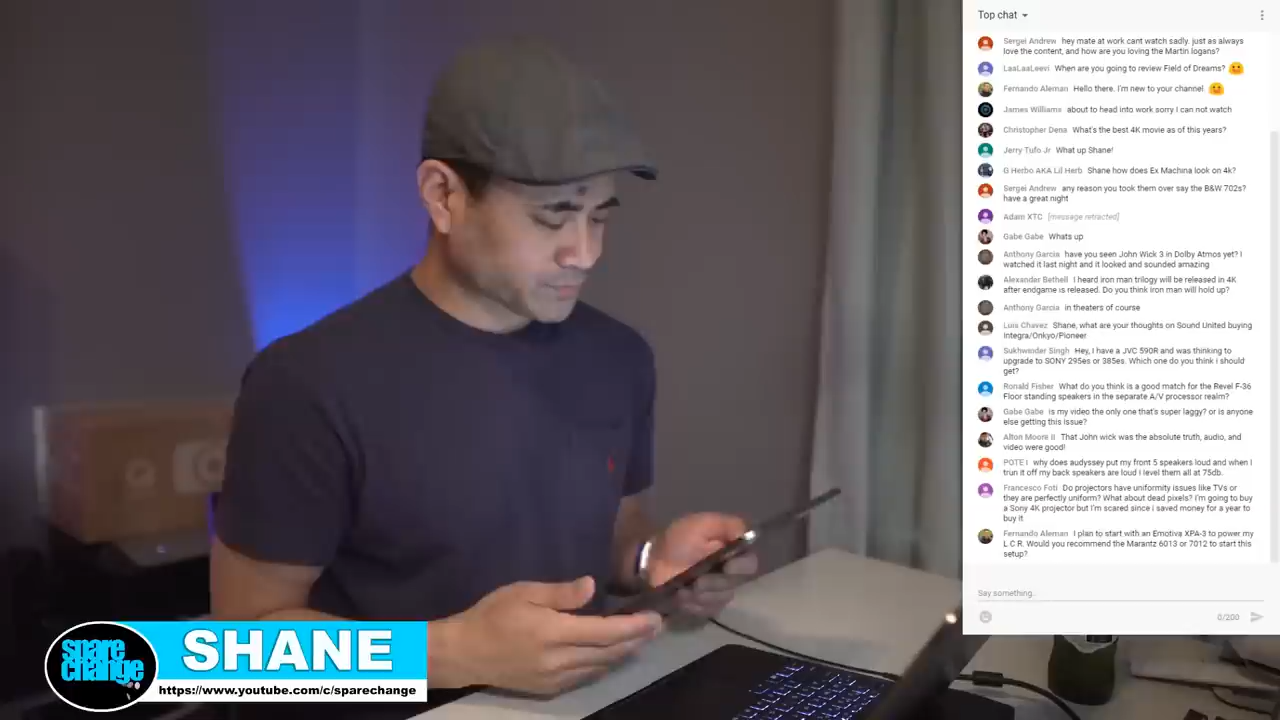 Top chat
Sergei Andrew hey mate at work cant watch sadly. just as always
love the content, and how are you loving the Martin logans?
LaaLaaLeevi When are you going to review Field of Dreams?
Fernando Aleman Hello there. I'm new to your channel
James Williams about to head into work sorry I can not watch
Christopher Dena What's the best 4K movie as of this years?
Jerry Tufo Jr What up Shane!
G Herbo AKA Lil Herb Shane how does Ex Machina look on 4k?
Sergei Andrew any reason you took them over say the B&W 702s?
have a great night
Adam XTC [message retracted]
Gabe Gabe Whats up
Anthony Garcia have you seen John Wick 3 in Dolby Atmos yet? I
watched it last night and it looked and sounded amazing
Alexander Bethell I heard iron man trilogy will be released in 4K
after endgame is released. Do you think iron man will hold up?
Anthony Garcia in theaters of course
Luis Chavez Shane, what are your thoughts on Sound United buying
Integra/Onkyo/Pioneer
Sukhwinder Singh Hey, I have a JVC 590R and was thinking to
upgrade to SONY 295es or 385es. Which one do you think i should
get?
Ronald Fisher What do you think is a good match for the Revel F-36
Floor standing speakers in the separate A/V processor realm?
Gabe Gabe is my video the only one that's super laggy? or is anyone
else getting this issue?
Alton Moore II That John wick was the absolute truth, audio, and
video were good!
POTE I why does audyssey put my front 5 speakers loud and when I
trun it off my back speakers are loud i level them all at 75db.
Francesco Foti Do projectors have uniformity issues like TVs or
they are perfectly uniform? What about dead pixels? I'm going to buy
a Sony 4K projector but I'm scared since i saved money for a year to
buy it
Fernando Aleman I plan to start with an Emotiva XPA-3 to power my
L C R. Would you recommend the Marantz 6013 or 7012 to start this
setup?
Say something...
0/200
spare
change
SHANE
https://www.youtube.com/c/sparechange